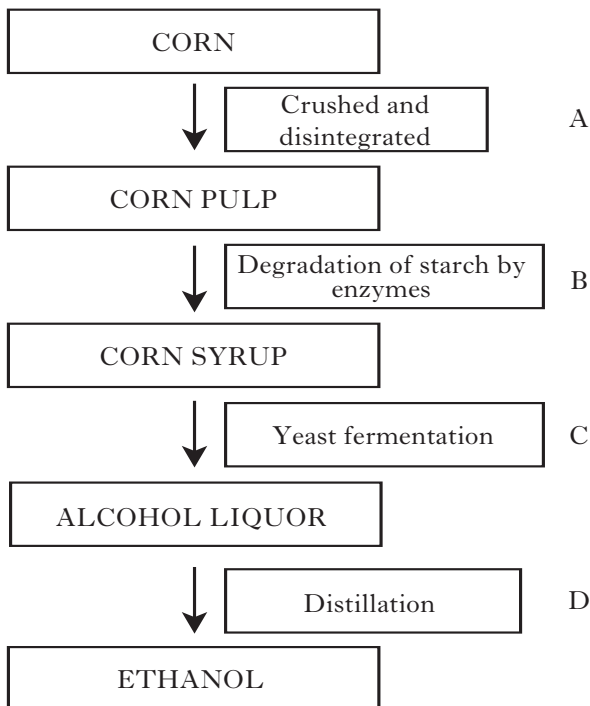 CORN
Crushed and
disintegrated
A
CORN PULP
Degradation of starch by
enzymes
B
CORN SYRUP
Yeast fermentation
C
ALCOHOL LIQUOR
Distillation
D
ETHANOL